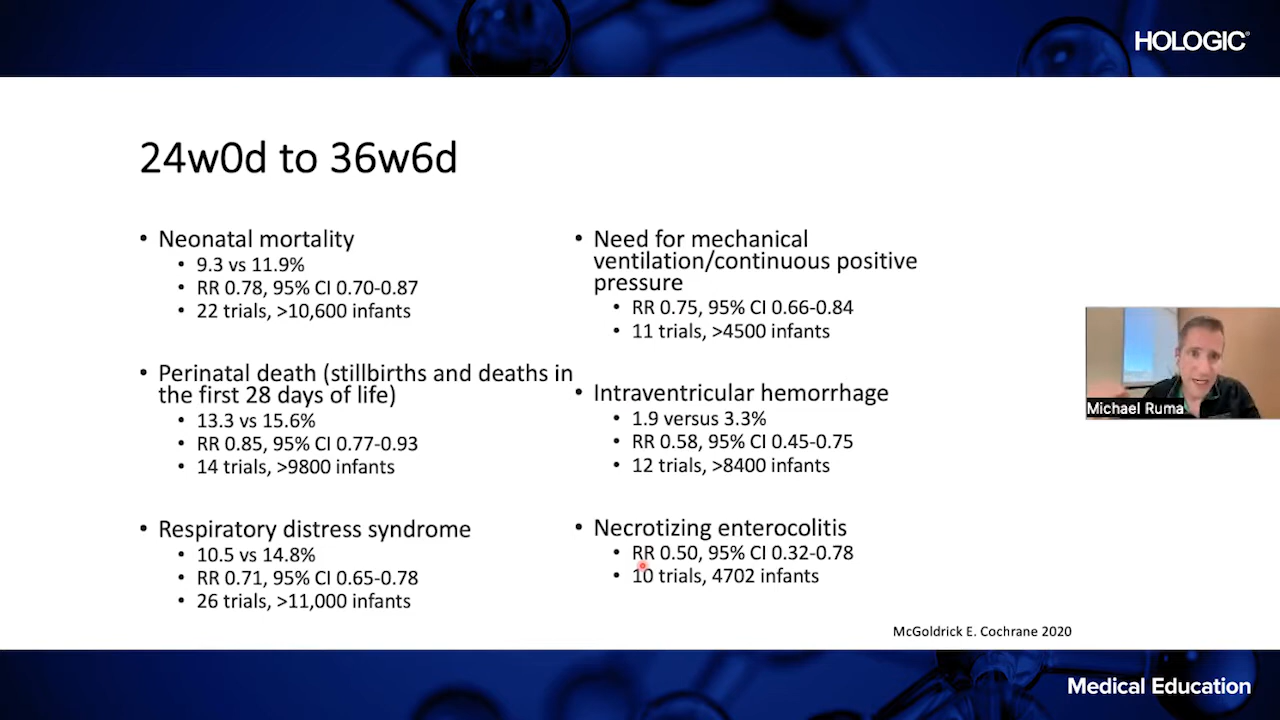 HOLOGIC®
24w0d to 36w6d
• Neonatal mortality
• 9.3 vs 11.9%
• RR 0.78, 95% CI 0.70-0.87
• 22 trials, >10,600 infants
• Perinatal death (stillbirths and deaths in
the first 28 days of life)
• 13.3 vs 15.6%
• RR 0.85, 95% CI 0.77-0.93
• 14 trials, >9800 infants
• Respiratory distress syndrome
• 10.5 vs 14.8%
• RR 0.71, 95% CI 0.65-0.78
• 26 trials, >11,000 infants
• Need for mechanical
ventilation/continuous positive
pressure
• RR 0.75, 95% CI 0.66-0.84
• 11 trials, >4500 infants
• Intraventricular hemorrhage
• 1.9 versus 3.3%
• RR 0.58, 95% CI 0.45-0.75
• 12 trials, >8400 infants
• Necrotizing enterocolitis
• RR 0.50, 95% CI 0.32-0.78
• 10 trials, 4702 infants
Michael Ruma
McGoldrick E. Cochrane 2020
Medical Education